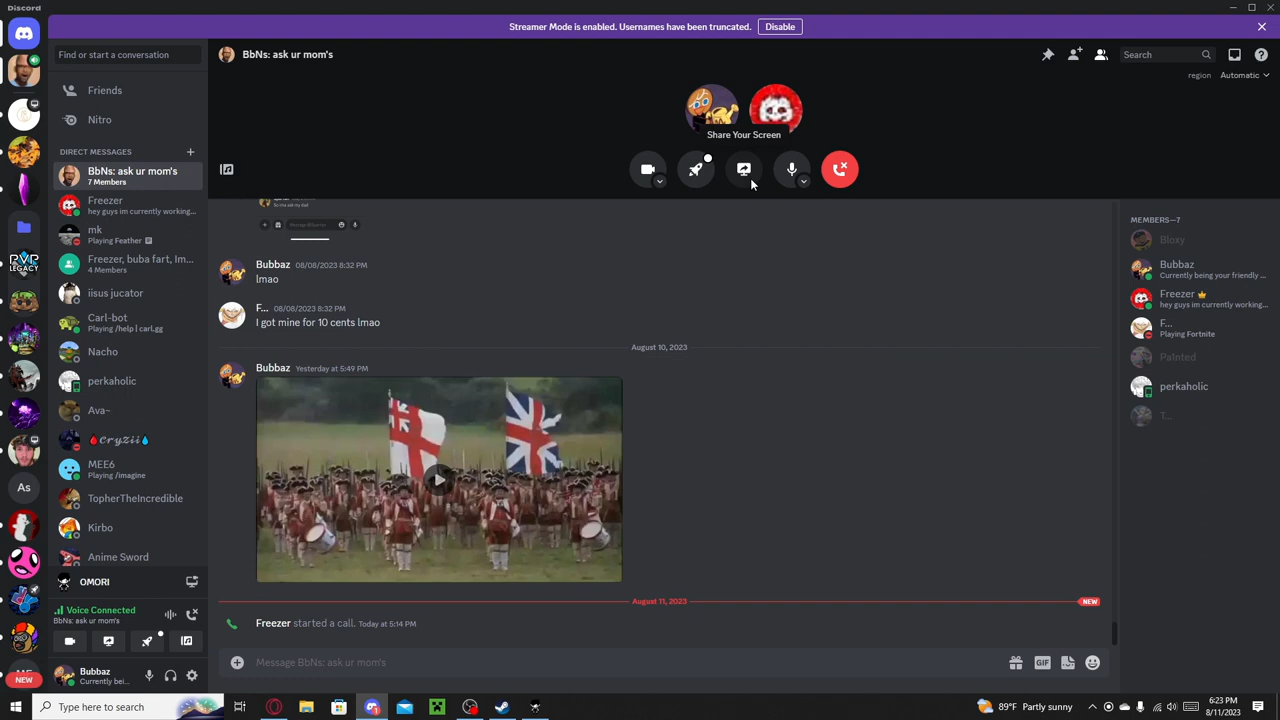 Discord
Streamer Mode is enabled. Usernames have been truncated. Disable
Find or start a conversation
BbNs: ask ur mom's
Search
region Automatic
Friends
Nitro
DIRECT MESSAGES
BbNs: ask ur mom's
7 Members
Freezer
hey guys im currently working...
mk
Playing Feather
Freezer, buba fart, Im...
4 Members
iisus jucator
Carl-bot
Playing /help | carl.gg
Nacho
perkaholic
Ava~
🩸𝓒𝓻𝔂𝔃𝓲𝓲💧
MEE6
Playing /imagine
TopherTheIncredible
Kirbo
Anime Sword
OMORI
Voice Connected
BbNs: ask ur mom's
Bubbaz
Currently bei...
PVP
LEGACY
As
NEW
Share Your Screen
Bubbaz 08/08/2023 8:32 PM
lmao
F... 08/08/2023 8:32 PM
I got mine for 10 cents lmao
August 10, 2023
Bubbaz Yesterday at 5:49 PM
August 11, 2023 NEW
Freezer started a call. Today at 5:14 PM
Message BbNs: ask ur mom's
GIF
MEMBERS—7
Bloxy
Bubbaz
Currently being your friendly ...
Freezer
hey guys im currently working...
F...
Playing Fortnite
Pa1nted
perkaholic
T...
Type here to search
89°F Partly sunny
6:23 PM
8/11/2023